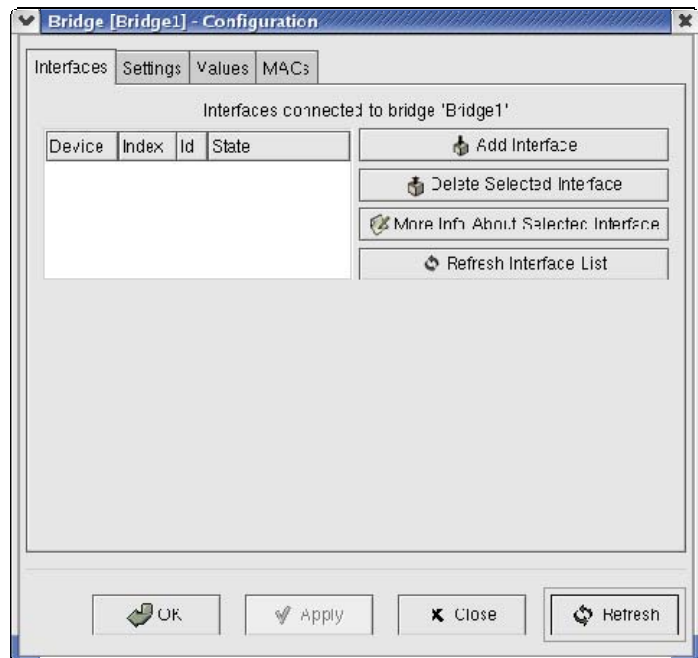 Bridge [Bridge1] - Configuration
Interfaces Settings Values MACs
Interfaces connected to bridge 'Bridge1'
Device Index Id State
Add Interface
Delete Selected Interface
More Info About Selected Interface
Refresh Interface List
OK Apply Close Refresh